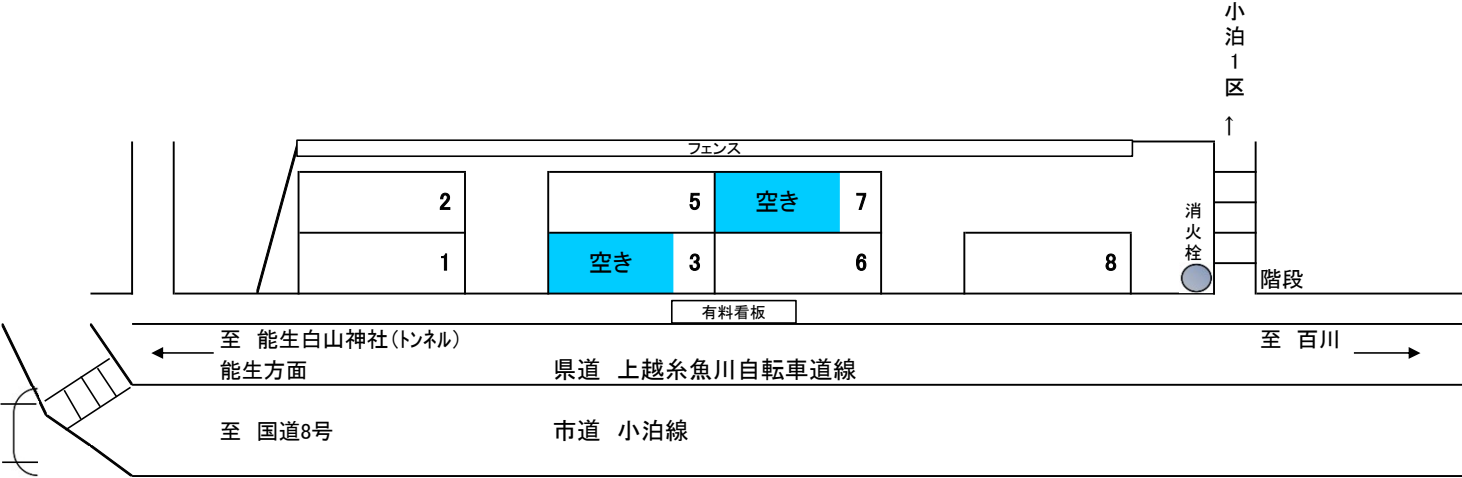 小泊1区
↑
フェンス
2
5
空き 7
消火栓
1
空き 3
6
8
階段
有料看板
至 能生白山神社(トンネル)
能生方面
県道 上越糸魚川自転車道線
至 百川
至 国道8号
市道 小泊線